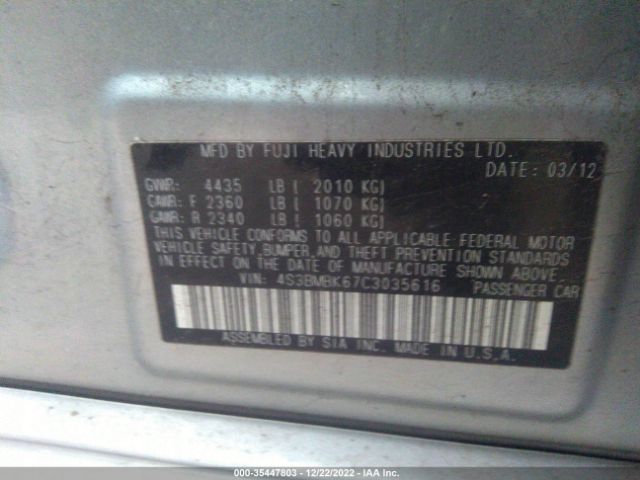 MFD BY FUJI HEAVY INDUSTRIES LTD.
DATE: 03/12
GVWR: 4435 LB ( 2010 KG)
GAWR: F 2360 LB ( 1070 KG)
GAWR: R 2340 LB ( 1060 KG)
THIS VEHICLE CONFORMS TO ALL APPLICABLE FEDERAL MOTOR
VEHICLE SAFETY, BUMPER, AND THEFT PREVENTION STANDARDS
IN EFFECT ON THE DATE OF MANUFACTURE SHOWN ABOVE.
VIN: 4S3BMBK67C3035616 PASSENGER CAR
ASSEMBLED BY SIA INC. MADE IN U.S.A.
000-35447803 - 12/22/2022 - IAA Inc.